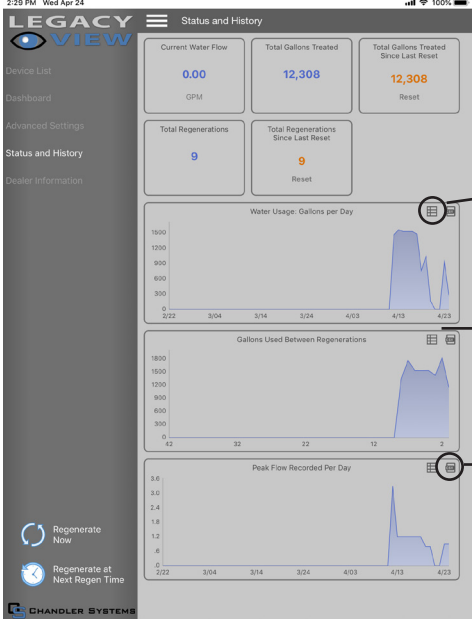 2:29 PM Wed Apr 24
100%
LEGACY
VIEW
Status and History
Device List
Dashboard
Advanced Settings
Status and History
Dealer Information
Regenerate
Now
Regenerate at
Next Regen Time
CHANDLER SYSTEMS
Current Water Flow
0.00
GPM
Total Gallons Treated
12,308
Total Gallons Treated
Since Last Reset
12,308
Reset
Total Regenerations
9
Total Regenerations
Since Last Reset
9
Reset
Water Usage: Gallons per Day
1500
1200
900
600
300
0
2/22 3/04 3/14 3/24 4/03 4/13 4/23
Gallons Used Between Regenerations
1800
1500
1200
900
600
300
0
42 32 22 12 2
Peak Flow Recorded Per Day
3.6
3.0
2.4
1.8
1.2
.6
.0
2/22 3/04 3/14 3/24 4/03 4/13 4/23